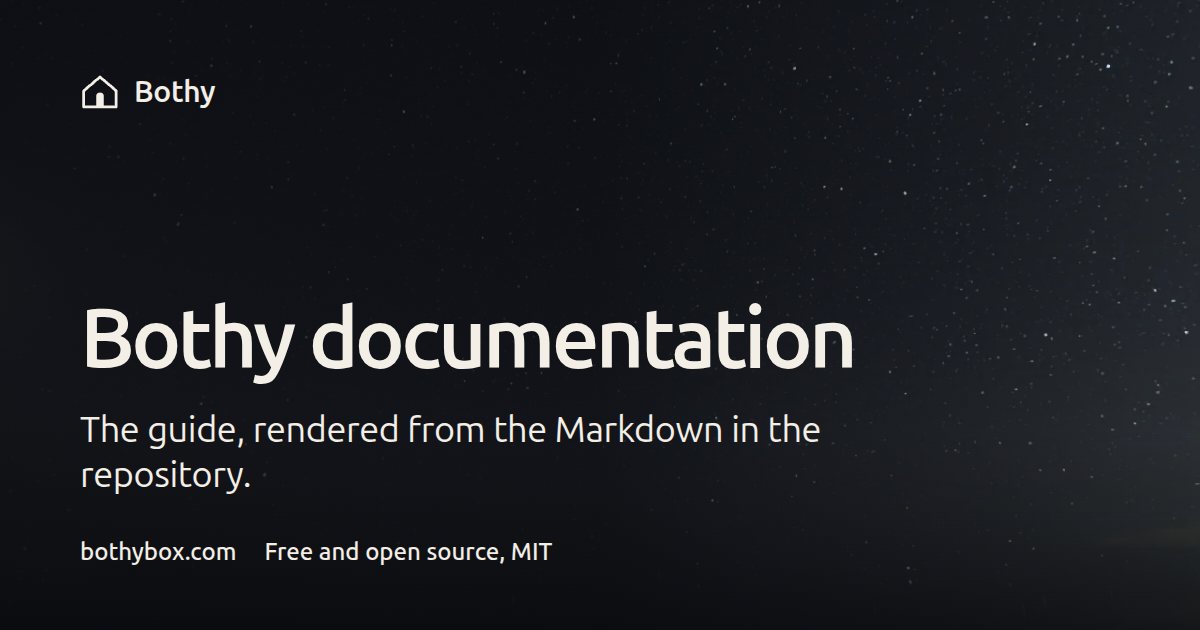 Bothy
Bothy documentation
The guide, rendered from the Markdown in the
repository.
bothybox.com Free and open source, MIT